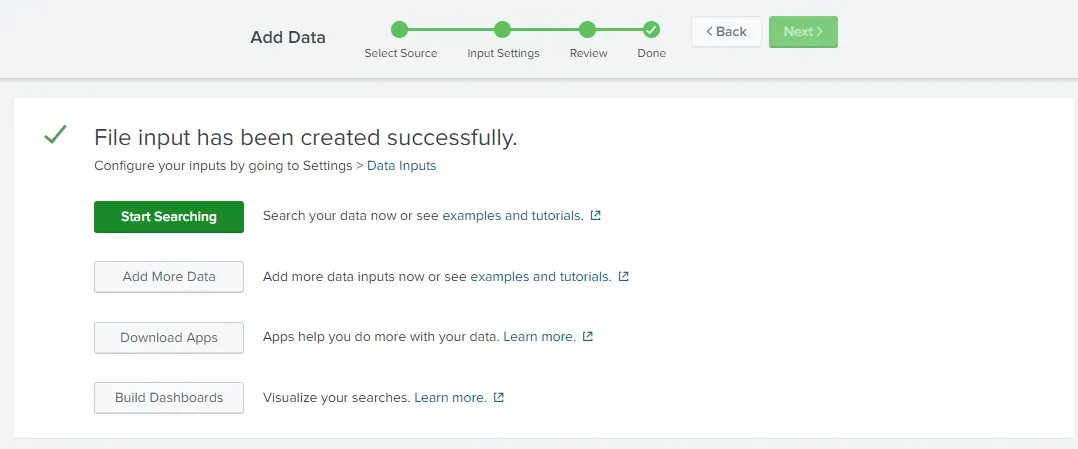 Add Data
Select Source
Input Settings
Review
Done
< Back
Next >
File input has been created successfully.
Configure your inputs by going to Settings > Data Inputs
Start Searching
Search your data now or see examples and tutorials.
Add More Data
Add more data inputs now or see examples and tutorials.
Download Apps
Apps help you do more with your data. Learn more.
Build Dashboards
Visualize your searches. Learn more.